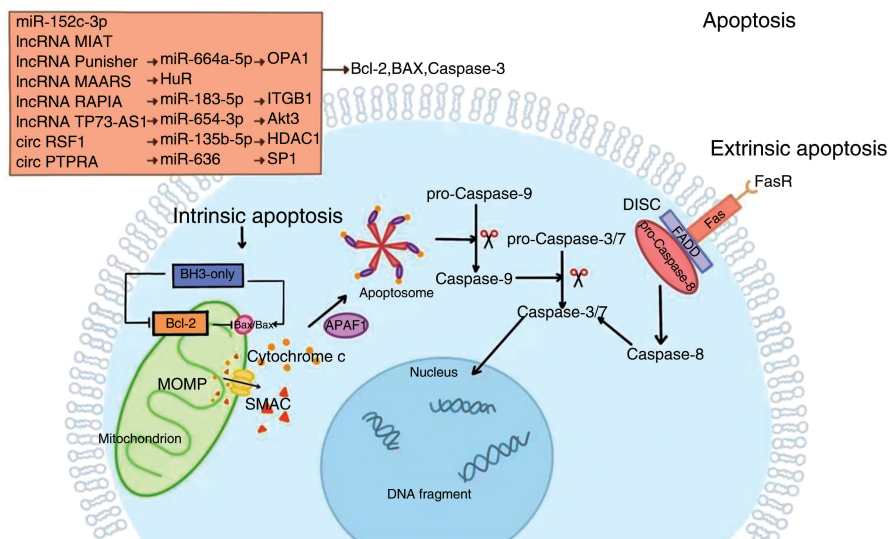 miR-152c-3p
lncRNA MIAT
lncRNA Punisher → miR-664a-5p → OPA1
lncRNA MAARS → HuR
lncRNA RAPIA → miR-183-5p → ITGB1
lncRNA TP73-AS1 → miR-654-3p → Akt3
circ RSF1 → miR-135b-5p → HDAC1
circ PTPRA → miR-636 → SP1
Bcl-2,BAX,Caspase-3
Apoptosis
Extrinsic apoptosis
FasR
DISC
Fas
FADD
pro-Caspase-8
Caspase-8
Intrinsic apoptosis
BH3-only
Bcl-2
Bax/Bax
MOMP
Mitochondrion
Cytochrome c
SMAC
APAF1
Apoptosome
pro-Caspase-9
Caspase-9
pro-Caspase-3/7
Caspase-3/7
Nucleus
DNA fragment